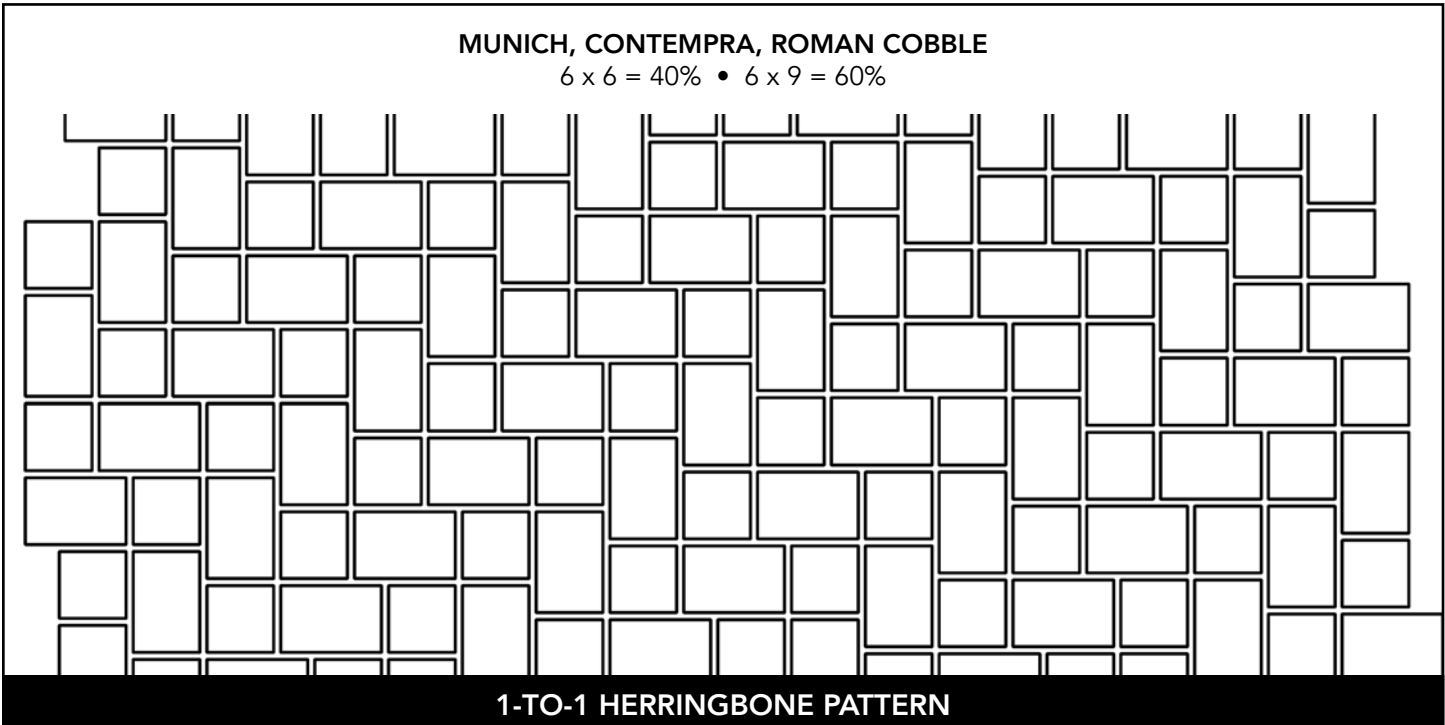 MUNICH, CONTEMPRA, ROMAN COBBLE
6 x 6 = 40% • 6 x 9 = 60%
1-TO-1 HERRINGBONE PATTERN